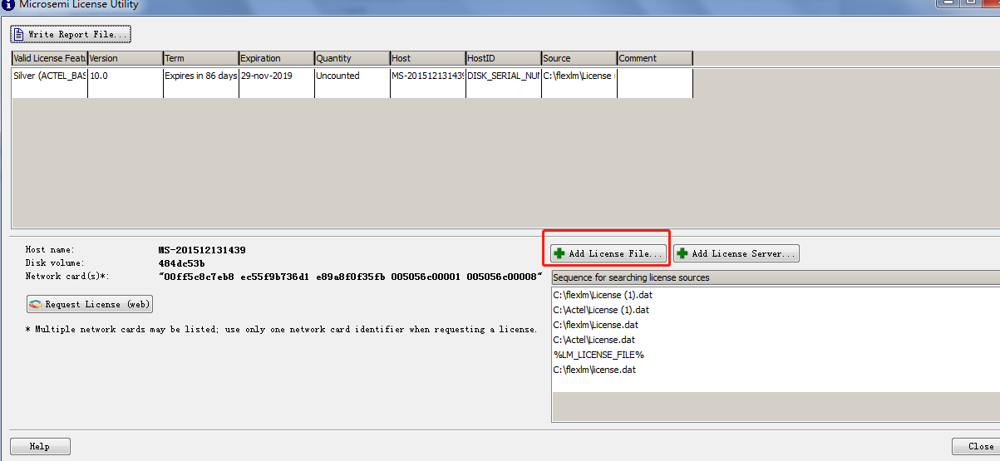 Microsemi License Utility
Write Report File...
Valid License Featu Version Term Expiration Quantity Host HostID Source Comment
Silver (ACTEL_BAS 10.0 Expires in 86 days 29-nov-2019 Uncounted MS-201512131439 DISK_SERIAL_NUM C:\flexlm\License (
Host name: MS-201512131439
Disk volume: 484dc53b
Network card(s)*: "00ff5c8c7eb8 ec55f9b736d1 e89a8f0f35fb 005056c00001 005056c00008"
Request License (web)
* Multiple network cards may be listed; use only one network card identifier when requesting a license.
Add License File... Add License Server...
Sequence for searching license sources
C:\flexlm\License (1).dat
C:\Actel\License (1).dat
C:\flexlm\License.dat
C:\Actel\License.dat
%LM_LICENSE_FILE%
C:\flexlm\license.dat
Help Close